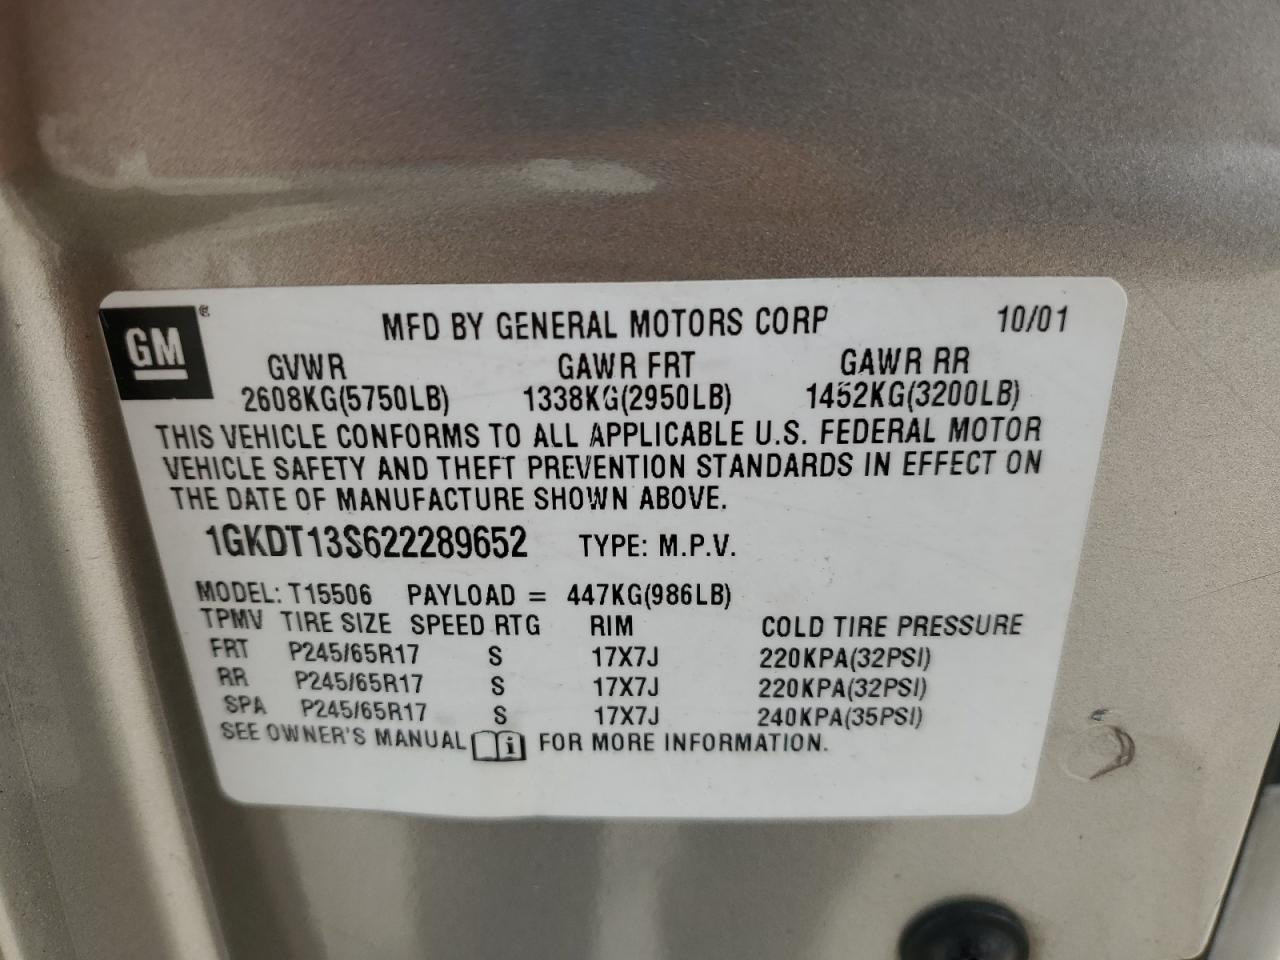 GM ®
MFD BY GENERAL MOTORS CORP 10/01
GVWR GAWR FRT GAWR RR
2608KG(5750LB) 1338KG(2950LB) 1452KG(3200LB)
THIS VEHICLE CONFORMS TO ALL APPLICABLE U.S. FEDERAL MOTOR
VEHICLE SAFETY AND THEFT PREVENTION STANDARDS IN EFFECT ON
THE DATE OF MANUFACTURE SHOWN ABOVE.
1GKDT13S622289652 TYPE: M.P.V.
MODEL: T15506 PAYLOAD = 447KG(986LB)
TPMV TIRE SIZE SPEED RTG RIM COLD TIRE PRESSURE
FRT P245/65R17 S 17X7J 220KPA(32PSI)
RR P245/65R17 S 17X7J 220KPA(32PSI)
SPA P245/65R17 S 17X7J 240KPA(35PSI)
SEE OWNER'S MANUAL i FOR MORE INFORMATION.